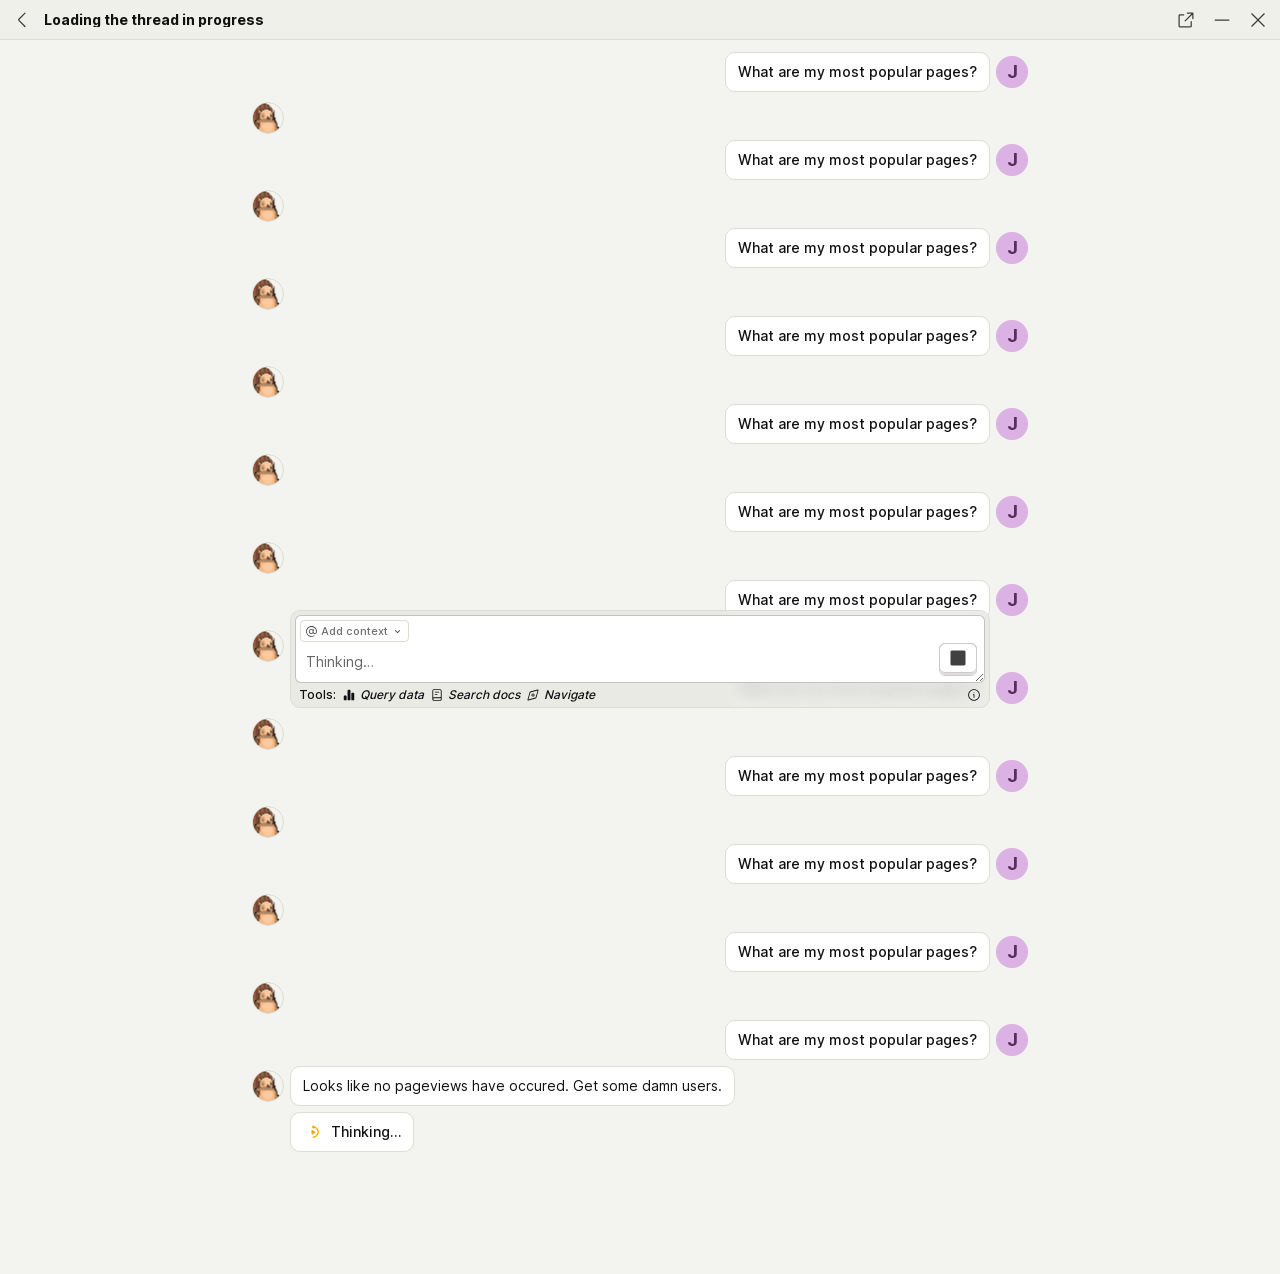 Loading the thread in progress
What are my most popular pages? J
What are my most popular pages? J
What are my most popular pages? J
What are my most popular pages? J
What are my most popular pages? J
What are my most popular pages? J
What are my most popular pages? J
@ Add context
Thinking...
J
Tools: Query data Search docs Navigate
What are my most popular pages? J
What are my most popular pages? J
What are my most popular pages? J
What are my most popular pages? J
Looks like no pageviews have occured. Get some damn users.
Thinking...